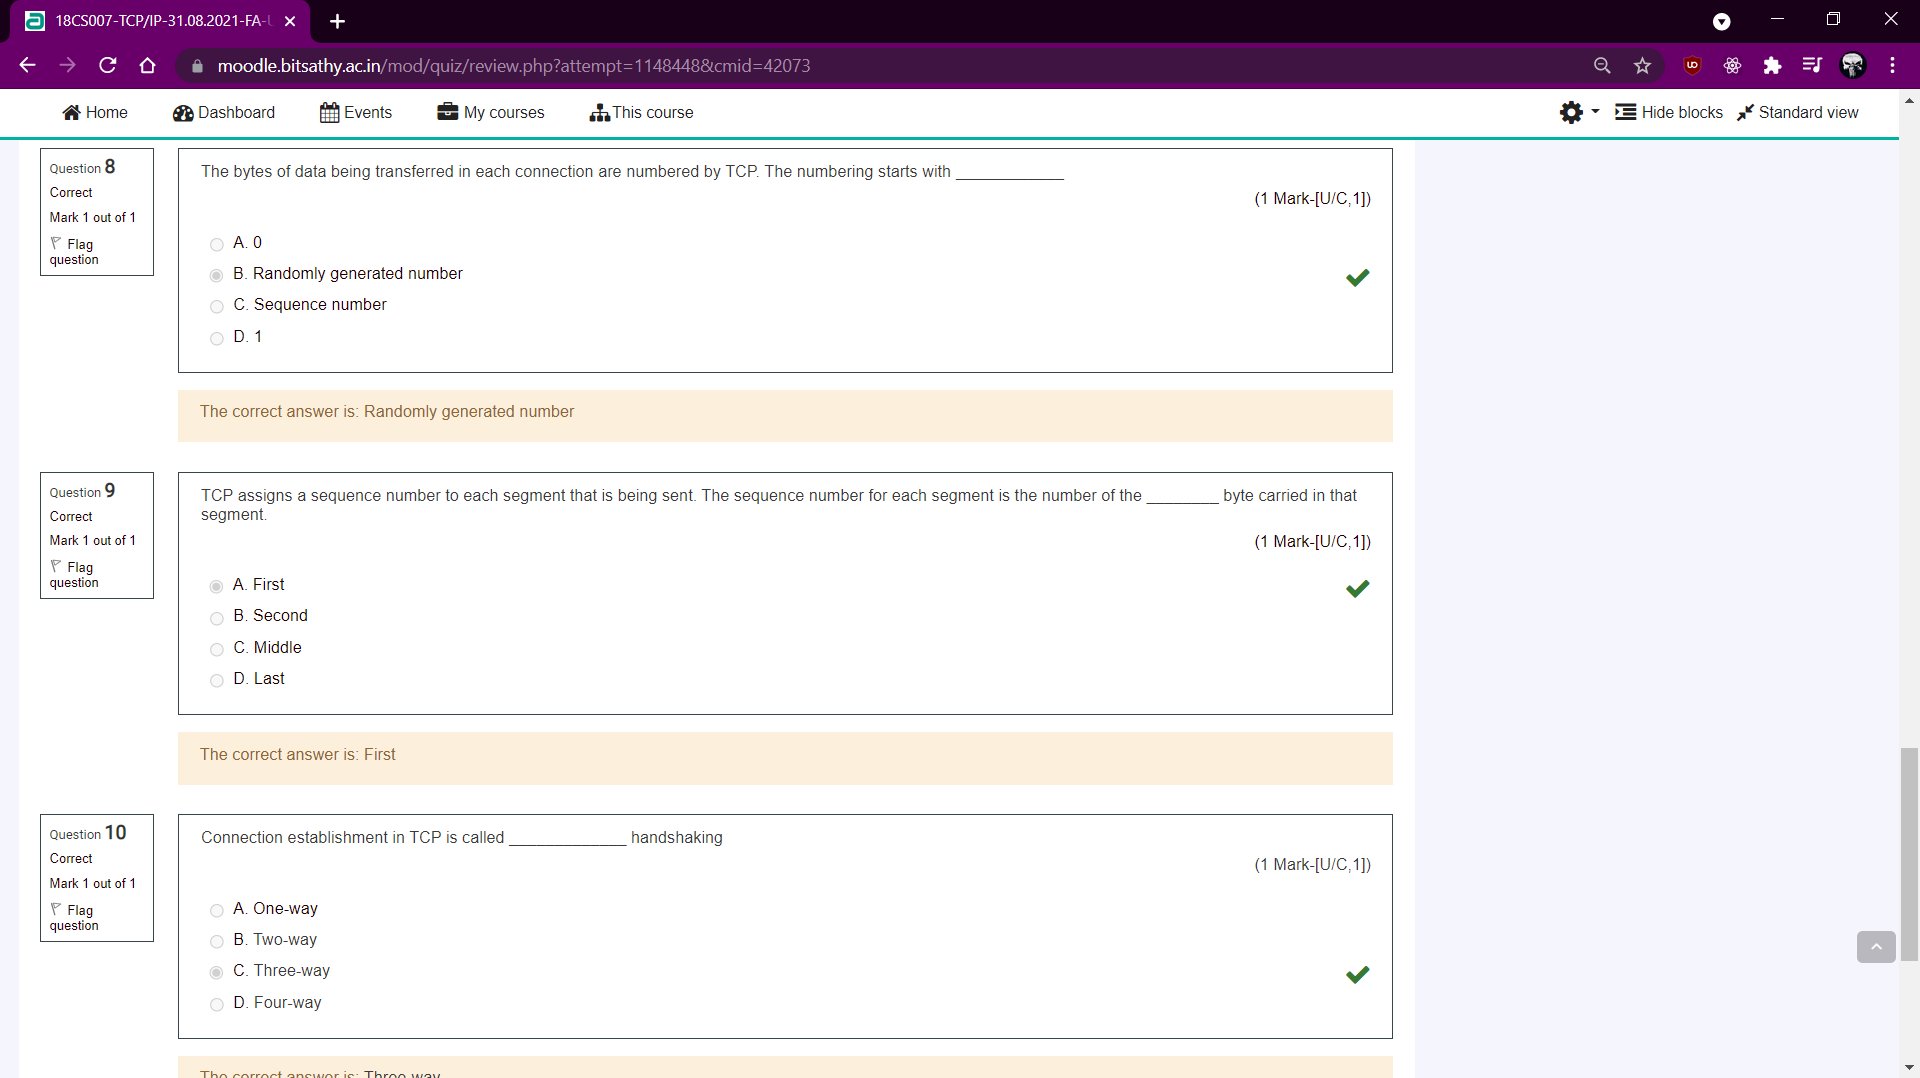 18CS007-TCP/IP-31.08.2021-FA-
moodle.bitsathy.ac.in/mod/quiz/review.php?attempt=1148448&cmid=42073
Home Dashboard Events My courses This course Hide blocks Standard view
Question 8
Correct
Mark 1 out of 1
Flag
question
The bytes of data being transferred in each connection are numbered by TCP. The numbering starts with ____________
(1 Mark-[U/C,1])
A. 0
B. Randomly generated number
C. Sequence number
D. 1
The correct answer is: Randomly generated number
Question 9
Correct
Mark 1 out of 1
Flag
question
TCP assigns a sequence number to each segment that is being sent. The sequence number for each segment is the number of the ________ byte carried in that
segment.
(1 Mark-[U/C,1])
A. First
B. Second
C. Middle
D. Last
The correct answer is: First
Question 10
Correct
Mark 1 out of 1
Flag
question
Connection establishment in TCP is called _____________ handshaking
(1 Mark-[U/C,1])
A. One-way
B. Two-way
C. Three-way
D. Four-way
The correct answer is: Three-way